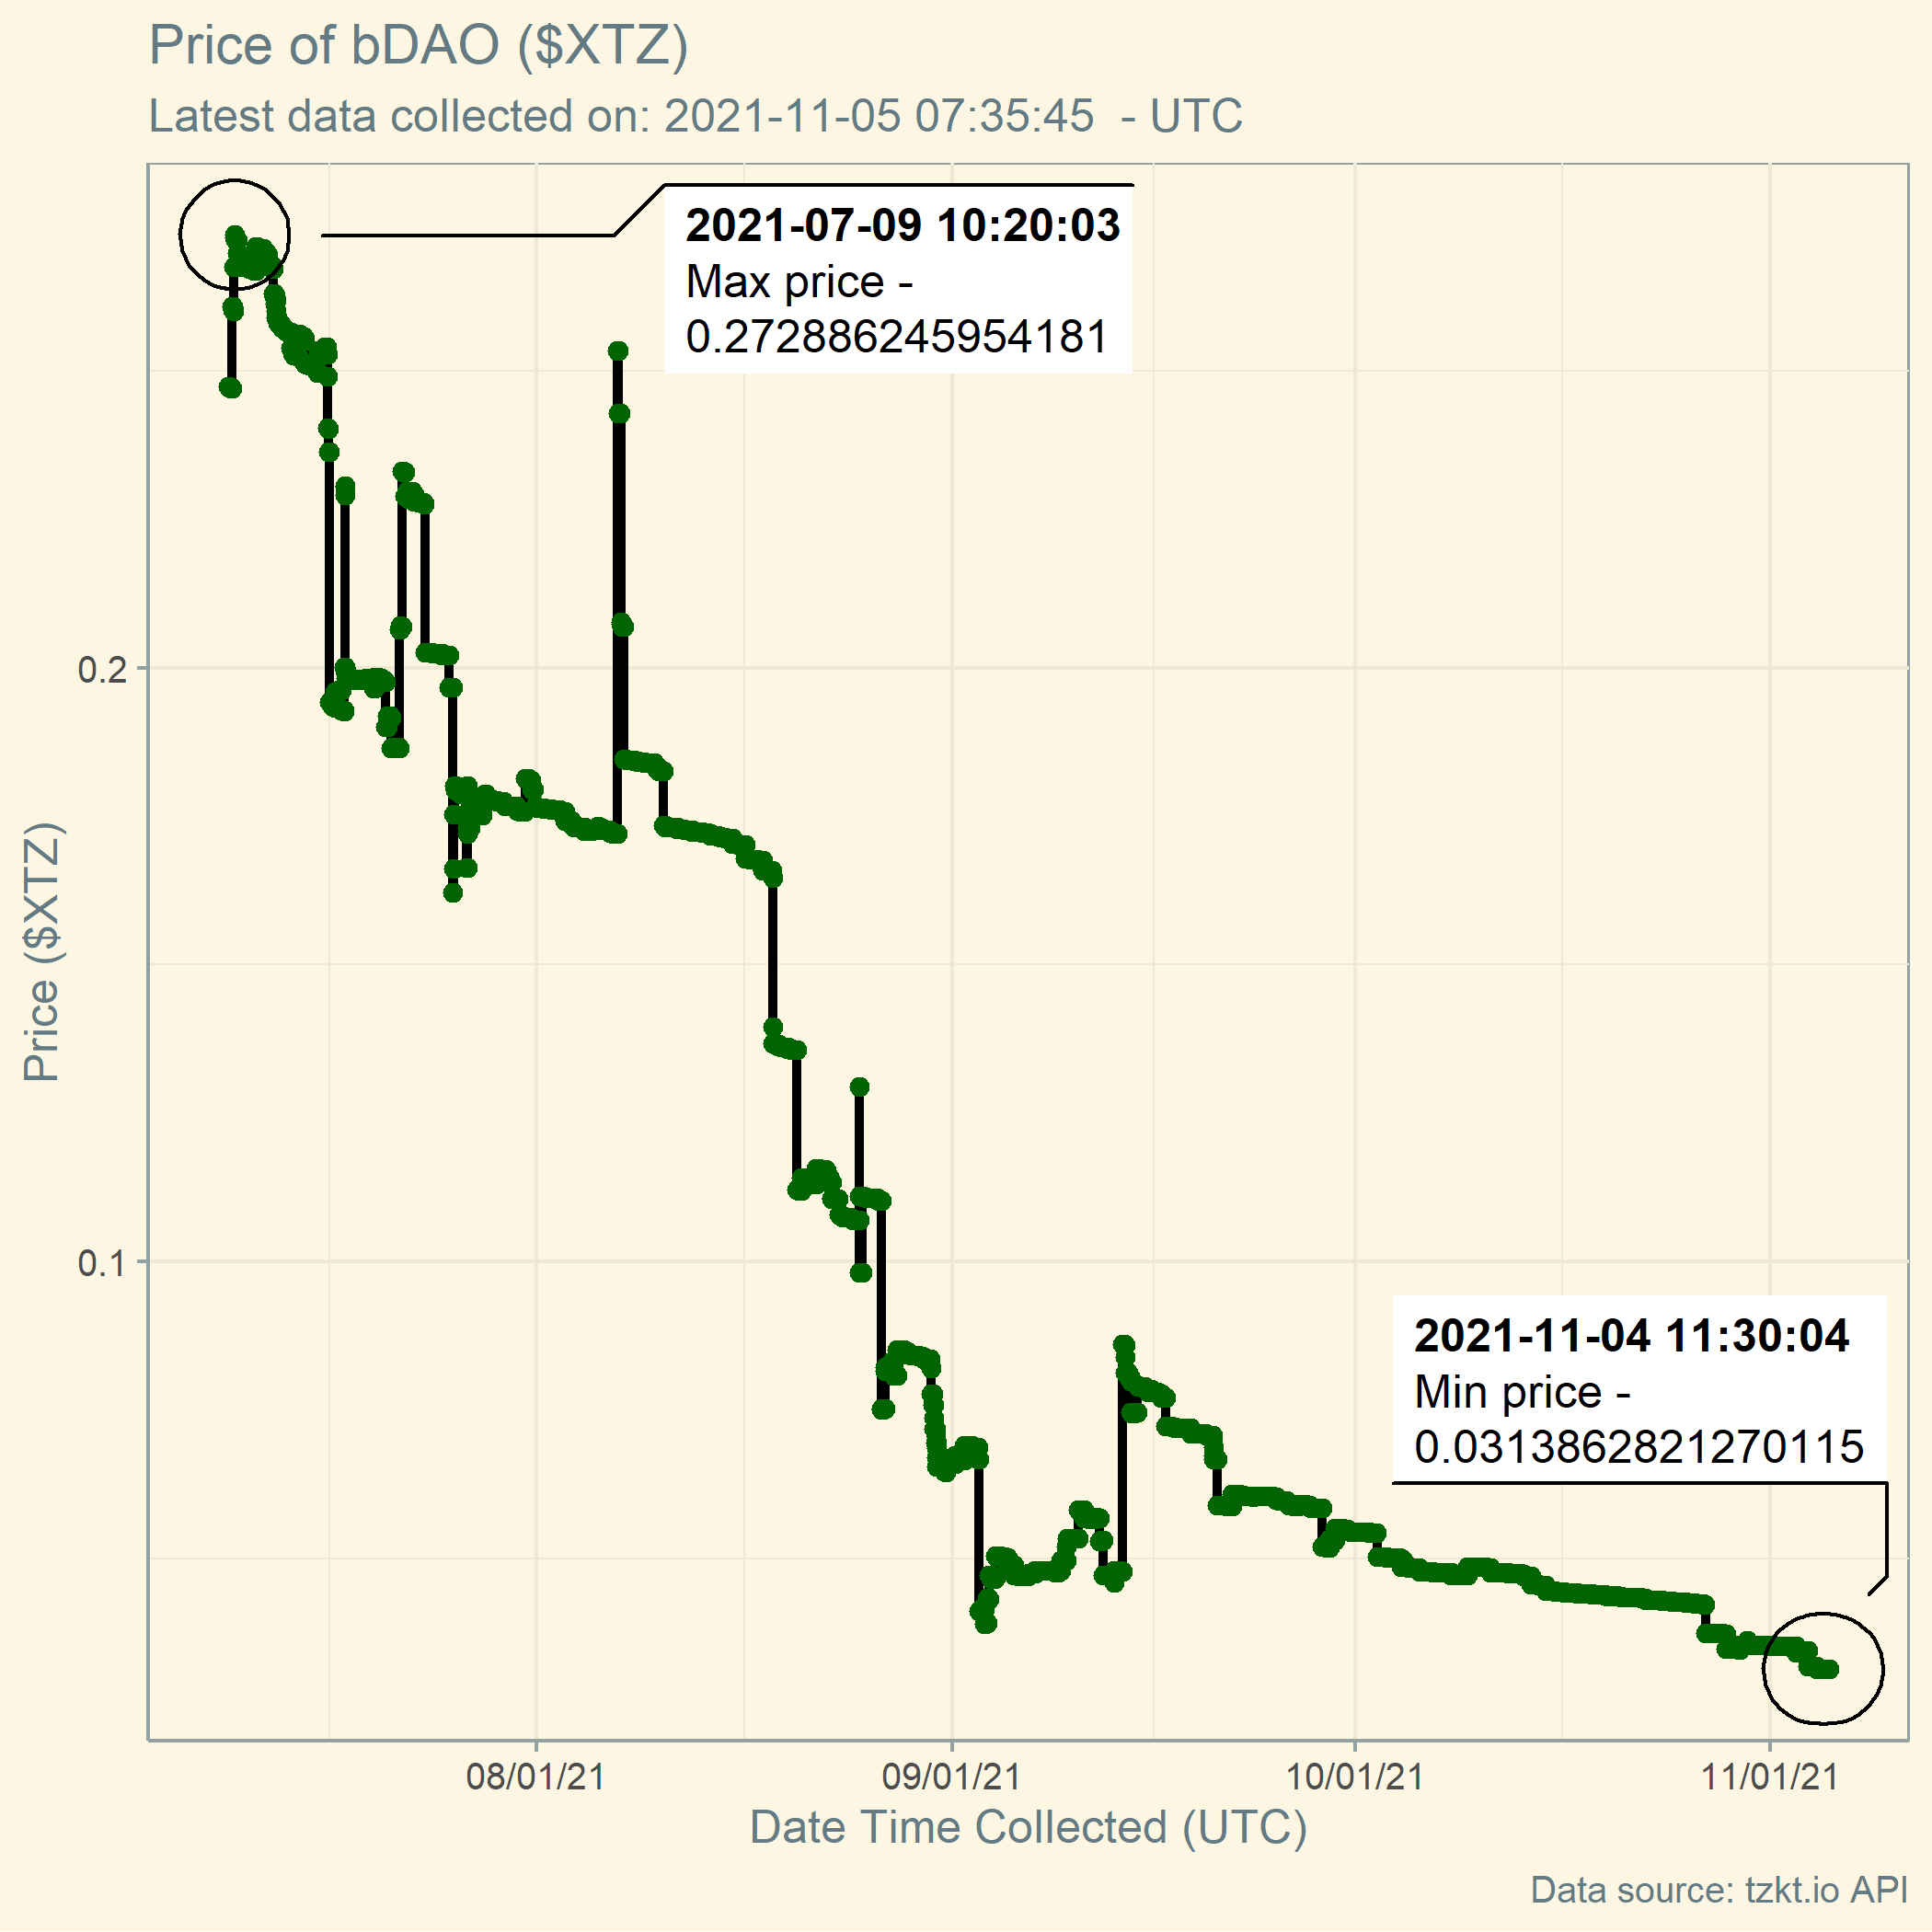 Price of bDAO ($XTZ)
Latest data collected on: 2021-11-05 07:35:45  - UTC
2021-07-09 10:20:03
Max price -
0.272886245954181
0.2
Price ($XTZ)
0.1
2021-11-04 11:30:04
Min price -
0.0313862821270115
08/01/21
09/01/21
10/01/21
11/01/21
Date Time Collected (UTC)
Data source: tzkt.io API